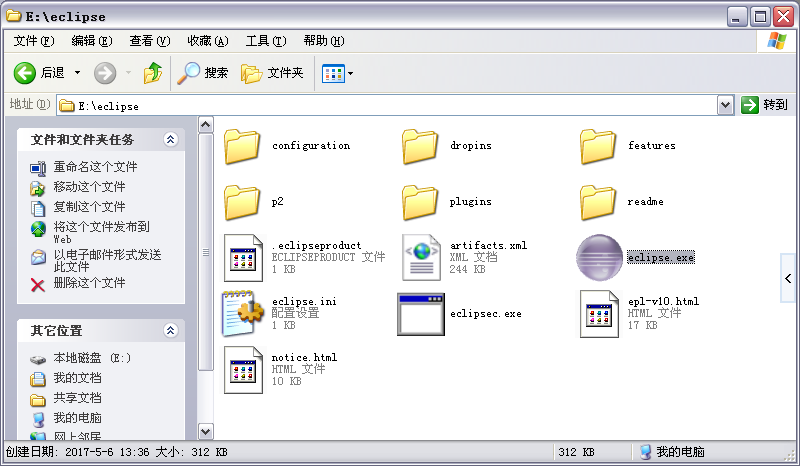 E:\eclipse
文件(F) 编辑(E) 查看(V) 收藏(A) 工具(T) 帮助(H)
后退 搜索 文件夹
地址(D) E:\eclipse 转到
文件和文件夹任务
重命名这个文件
移动这个文件
复制这个文件
将这个文件发布到
Web
以电子邮件形式发送
此文件
删除这个文件
其它位置
本地磁盘 (E:)
我的文档
共享文档
我的电脑
网上邻居
configuration
dropins
features
p2
plugins
readme
.eclipseproduct
ECLIPSEPRODUCT 文件
1 KB
artifacts.xml
XML 文档
244 KB
eclipse.exe
eclipse.ini
配置设置
1 KB
eclipsec.exe
epl-v10.html
HTML 文件
17 KB
notice.html
HTML 文件
10 KB
创建日期: 2017-5-6 13:36 大小: 312 KB 312 KB 我的电脑